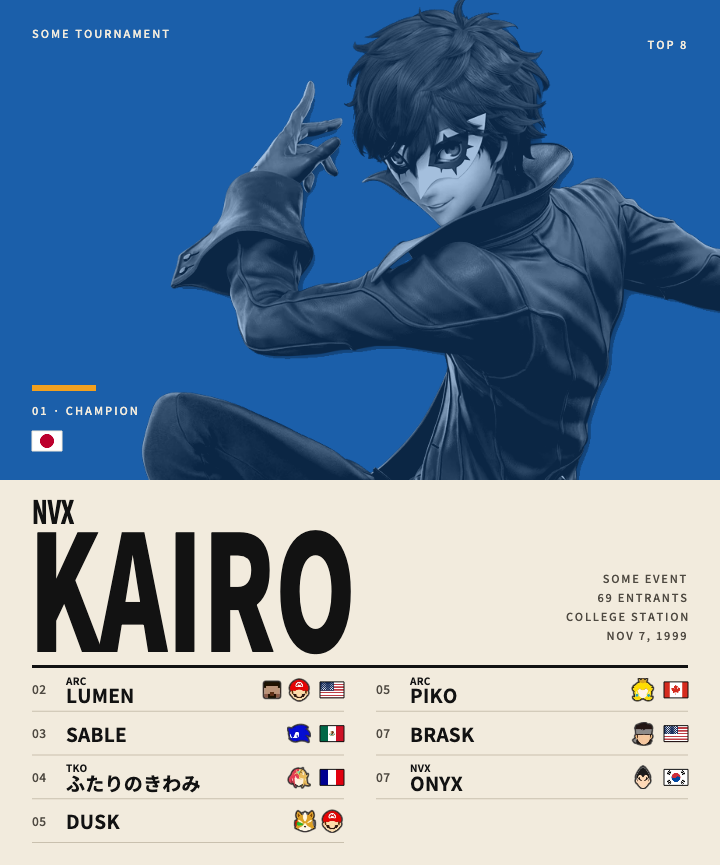 SOME TOURNAMENT
TOP 8
01 · CHAMPION
NVX
KAIRO
SOME EVENT
69 ENTRANTS
COLLEGE STATION
NOV 7, 1999
02 ARC LUMEN
03 SABLE
04 TKO ふたりのきわみ
05 DUSK
05 ARC PIKO
07 BRASK
07 NVX ONYX